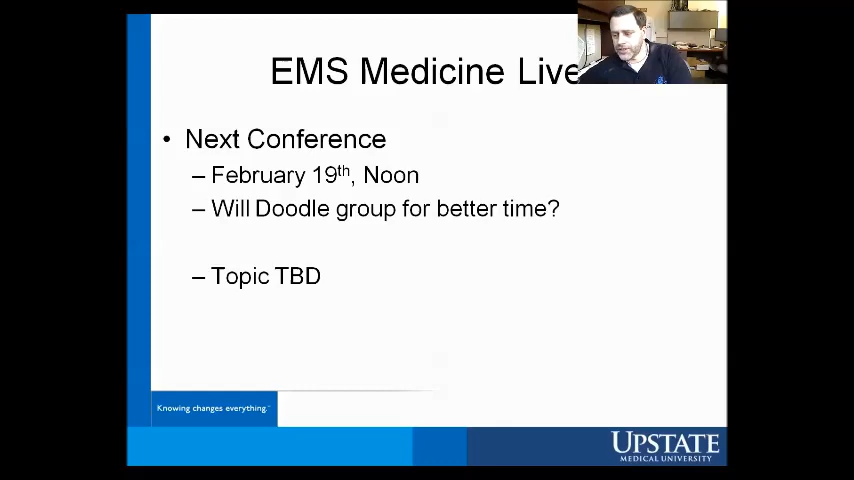 EMS Medicine Live
• Next Conference
– February 19th, Noon
– Will Doodle group for better time?
– Topic TBD
Knowing changes everything.™
UPSTATE
MEDICAL UNIVERSITY